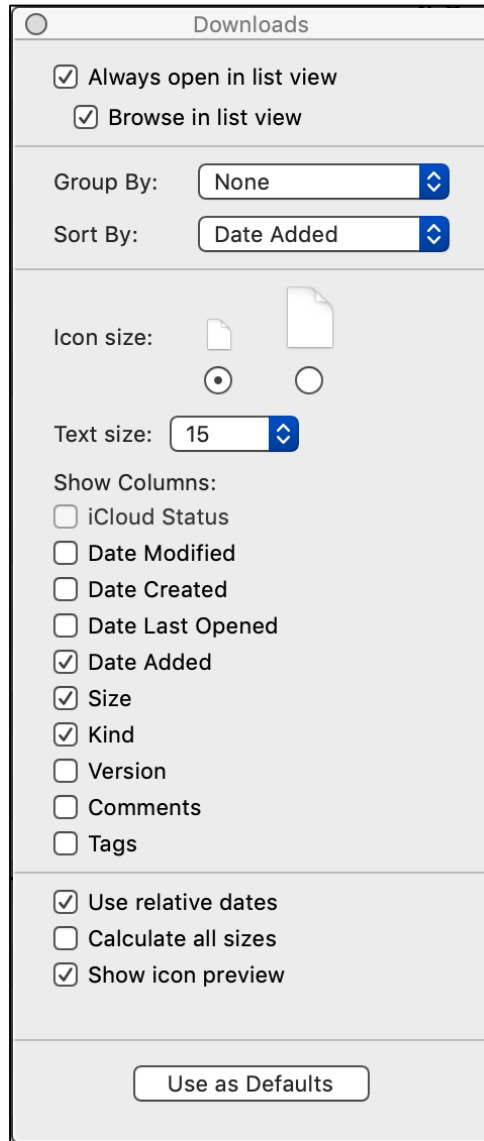 Downloads
Always open in list view
Browse in list view
Group By: None
Sort By: Date Added
Icon size:
Text size: 15
Show Columns:
iCloud Status
Date Modified
Date Created
Date Last Opened
Date Added
Size
Kind
Version
Comments
Tags
Use relative dates
Calculate all sizes
Show icon preview
Use as Defaults